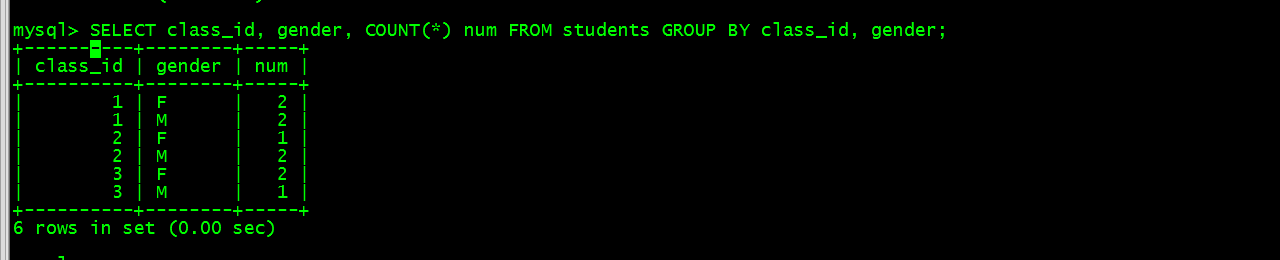 mysql> SELECT class_id, gender, COUNT(*) num FROM students GROUP BY class_id, gender;
+----------+--------+-----+
| class_id | gender | num |
+----------+--------+-----+
|        1 | F      |   2 |
|        1 | M      |   2 |
|        2 | F      |   1 |
|        2 | M      |   2 |
|        3 | F      |   2 |
|        3 | M      |   1 |
+----------+--------+-----+
6 rows in set (0.00 sec)